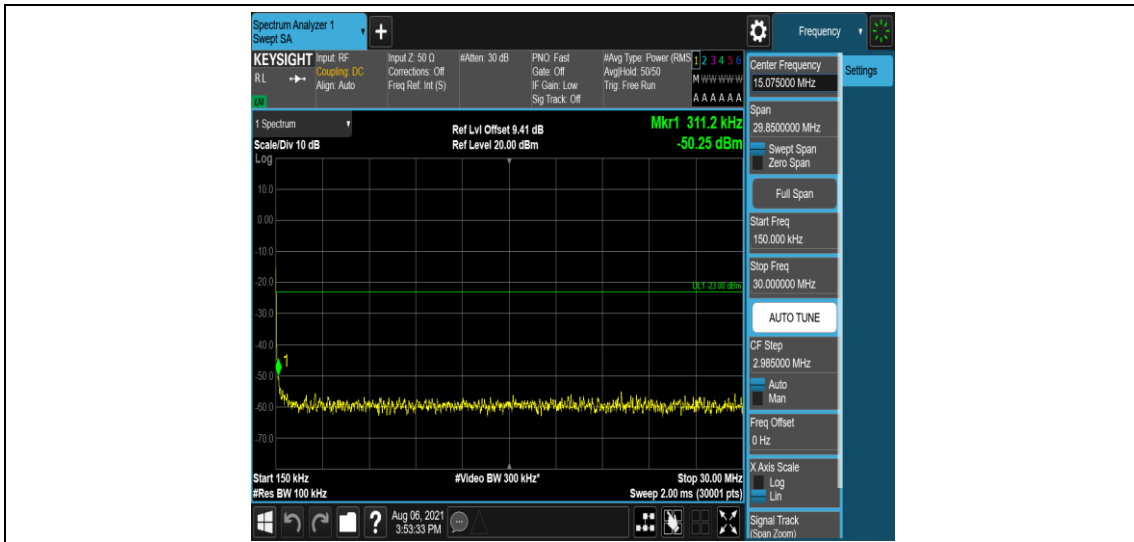 Spectrum Analyzer 1
Swept SA
+
Frequency
KEYSIGHT
RL
LM
Input: RF
Coupling: DC
Align: Auto
Input Z: 50 Ω
Corrections: Off
Freq Ref: Int (S)
#Atten: 30 dB
PNO: Fast
Gate: Off
IF Gain: Low
Sig Track: Off
#Avg Type: Power (RMS
Avg|Hold: 50/50
Trig: Free Run
1 2 3 4 5 6
M W W W W W
A A A A A A
1 Spectrum
Scale/Div 10 dB
Log
Ref Lvl Offset 9.41 dB
Ref Level 20.00 dBm
Mkr1 311.2 kHz
-50.25 dBm
10.0
0.00
-10.0
-20.0
DL1 -23.00 dBm
-30.0
-40.0
1
-50.0
-60.0
-70.0
Start 150 kHz
#Res BW 100 kHz
#Video BW 300 kHz*
Stop 30.00 MHz
Sweep 2.00 ms (30001 pts)
?
Aug 06, 2021
3:53:33 PM
Center Frequency
15.075000 MHz
Settings
Span
29.8500000 MHz
Swept Span
Zero Span
Full Span
Start Freq
150.000 kHz
Stop Freq
30.000000 MHz
AUTO TUNE
CF Step
2.985000 MHz
Auto
Man
Freq Offset
0 Hz
X Axis Scale
Log
Lin
Signal Track
(Span Zoom)